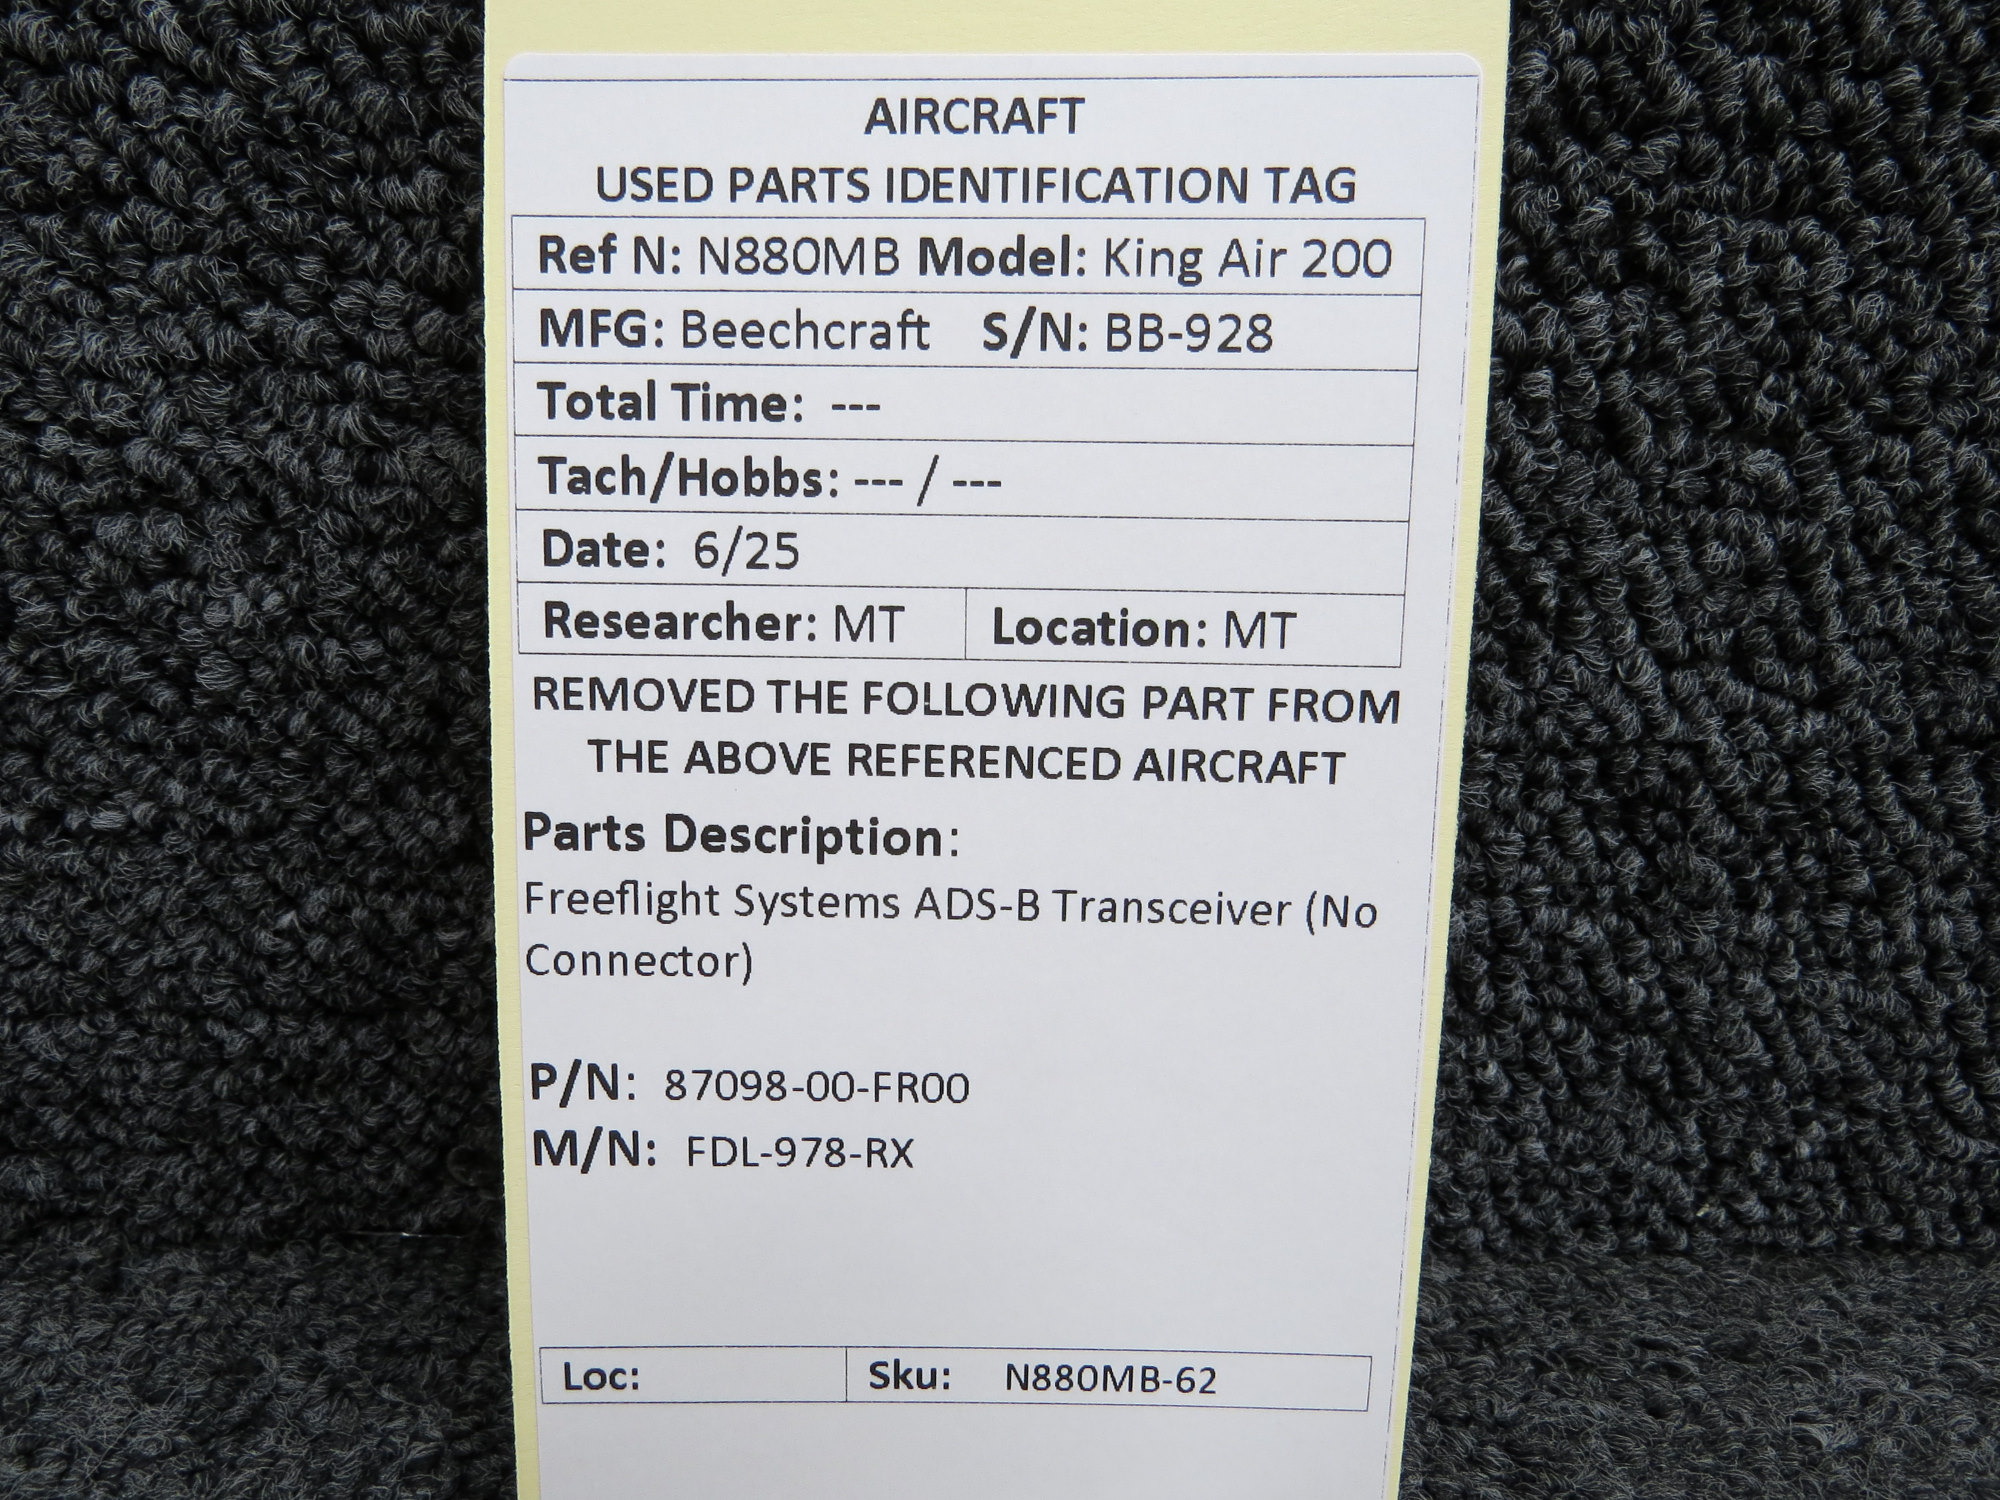 AIRCRAFT
USED PARTS IDENTIFICATION TAG
Ref N: N880MB Model: King Air 200
MFG: Beechcraft S/N: BB-928
Total Time: ---
Tach/Hobbs: --- / ---
Date: 6/25
Researcher: MT Location: MT
REMOVED THE FOLLOWING PART FROM
THE ABOVE REFERENCED AIRCRAFT
Parts Description:
Freeflight Systems ADS-B Transceiver (No
Connector)
P/N: 87098-00-FR00
M/N: FDL-978-RX
Loc: Sku: N880MB-62